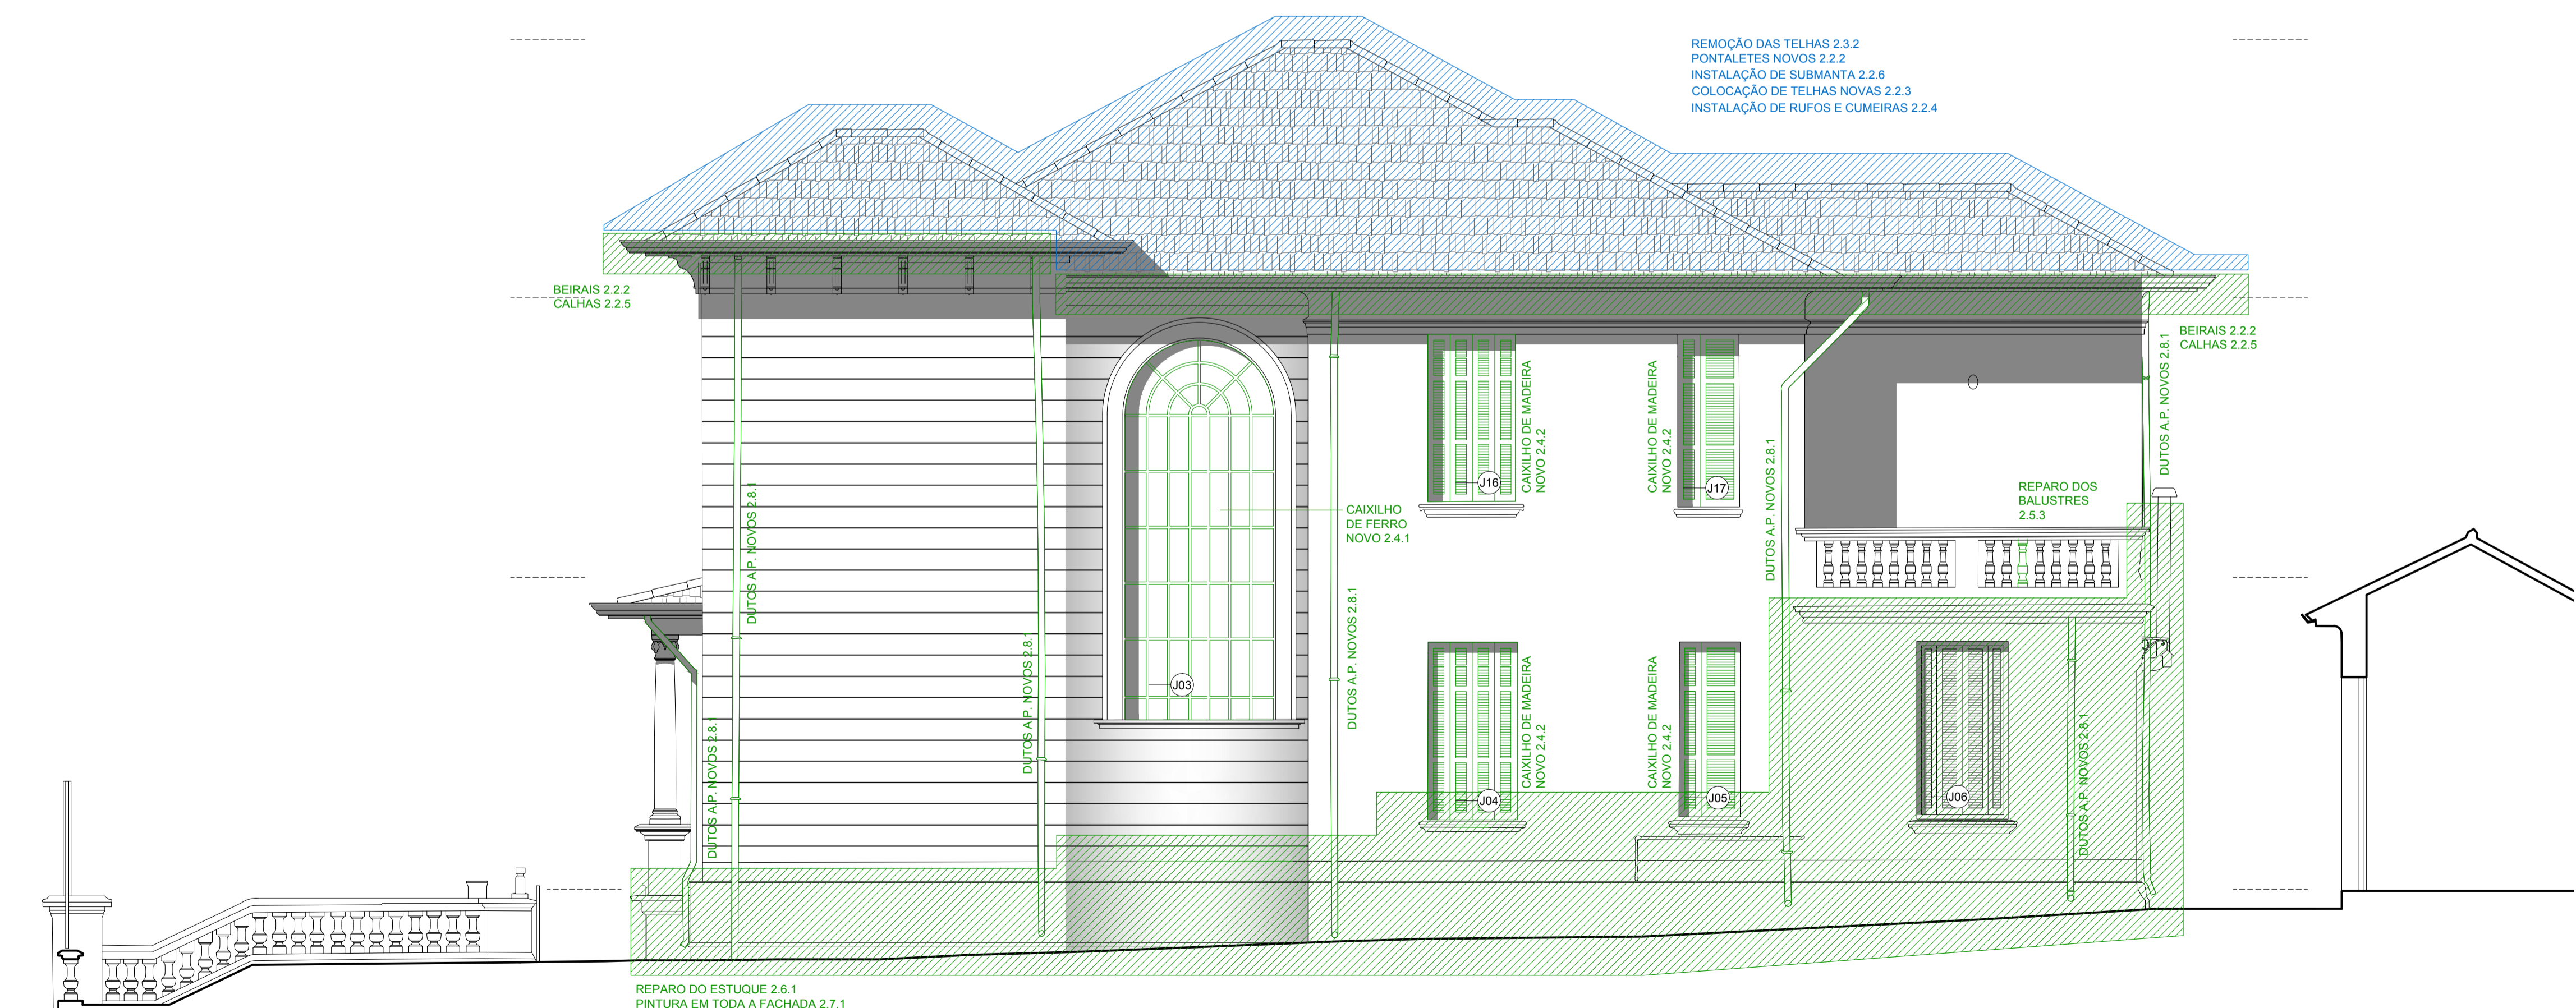 REMOÇÃO DAS TELHAS 2.3.2
PONTALETES NOVOS 2.2.2
INSTALAÇÃO DE SUBMANTA 2.2.6
COLOCAÇÃO DE TELHAS NOVAS 2.2.3
INSTALAÇÃO DE RUFOS E CUMEIRAS 2.2.4
BEIRAIS 2.2.2
CALHAS 2.2.5
BEIRAIS 2.2.2
CALHAS 2.2.5
DUTOS A.P. NOVOS 2.8.1
CAIXILHO DE MADEIRA
NOVO 2.4.2
CAIXILHO DE MADEIRA
NOVO 2.4.2
J16
J17
DUTOS A.P. NOVOS 2.8.1
REPARO DOS
BALUSTRES
2.5.3
CAIXILHO
DE FERRO
NOVO 2.4.1
DUTOS A.P. NOVOS 2.8.1
DUTOS A.P. NOVOS 2.8.1
DUTOS A.P. NOVOS 2.8.1
J03
CAIXILHO DE MADEIRA
NOVO 2.4.2
CAIXILHO DE MADEIRA
NOVO 2.4.2
DUTOS A.P. NOVOS 2.8.1
DUTOS A.P. NOVOS 2.8.1
J04
J05
J06
REPARO DO ESTUQUE 2.6.1
PINTURA EM TODA A FACHADA 2.7.1